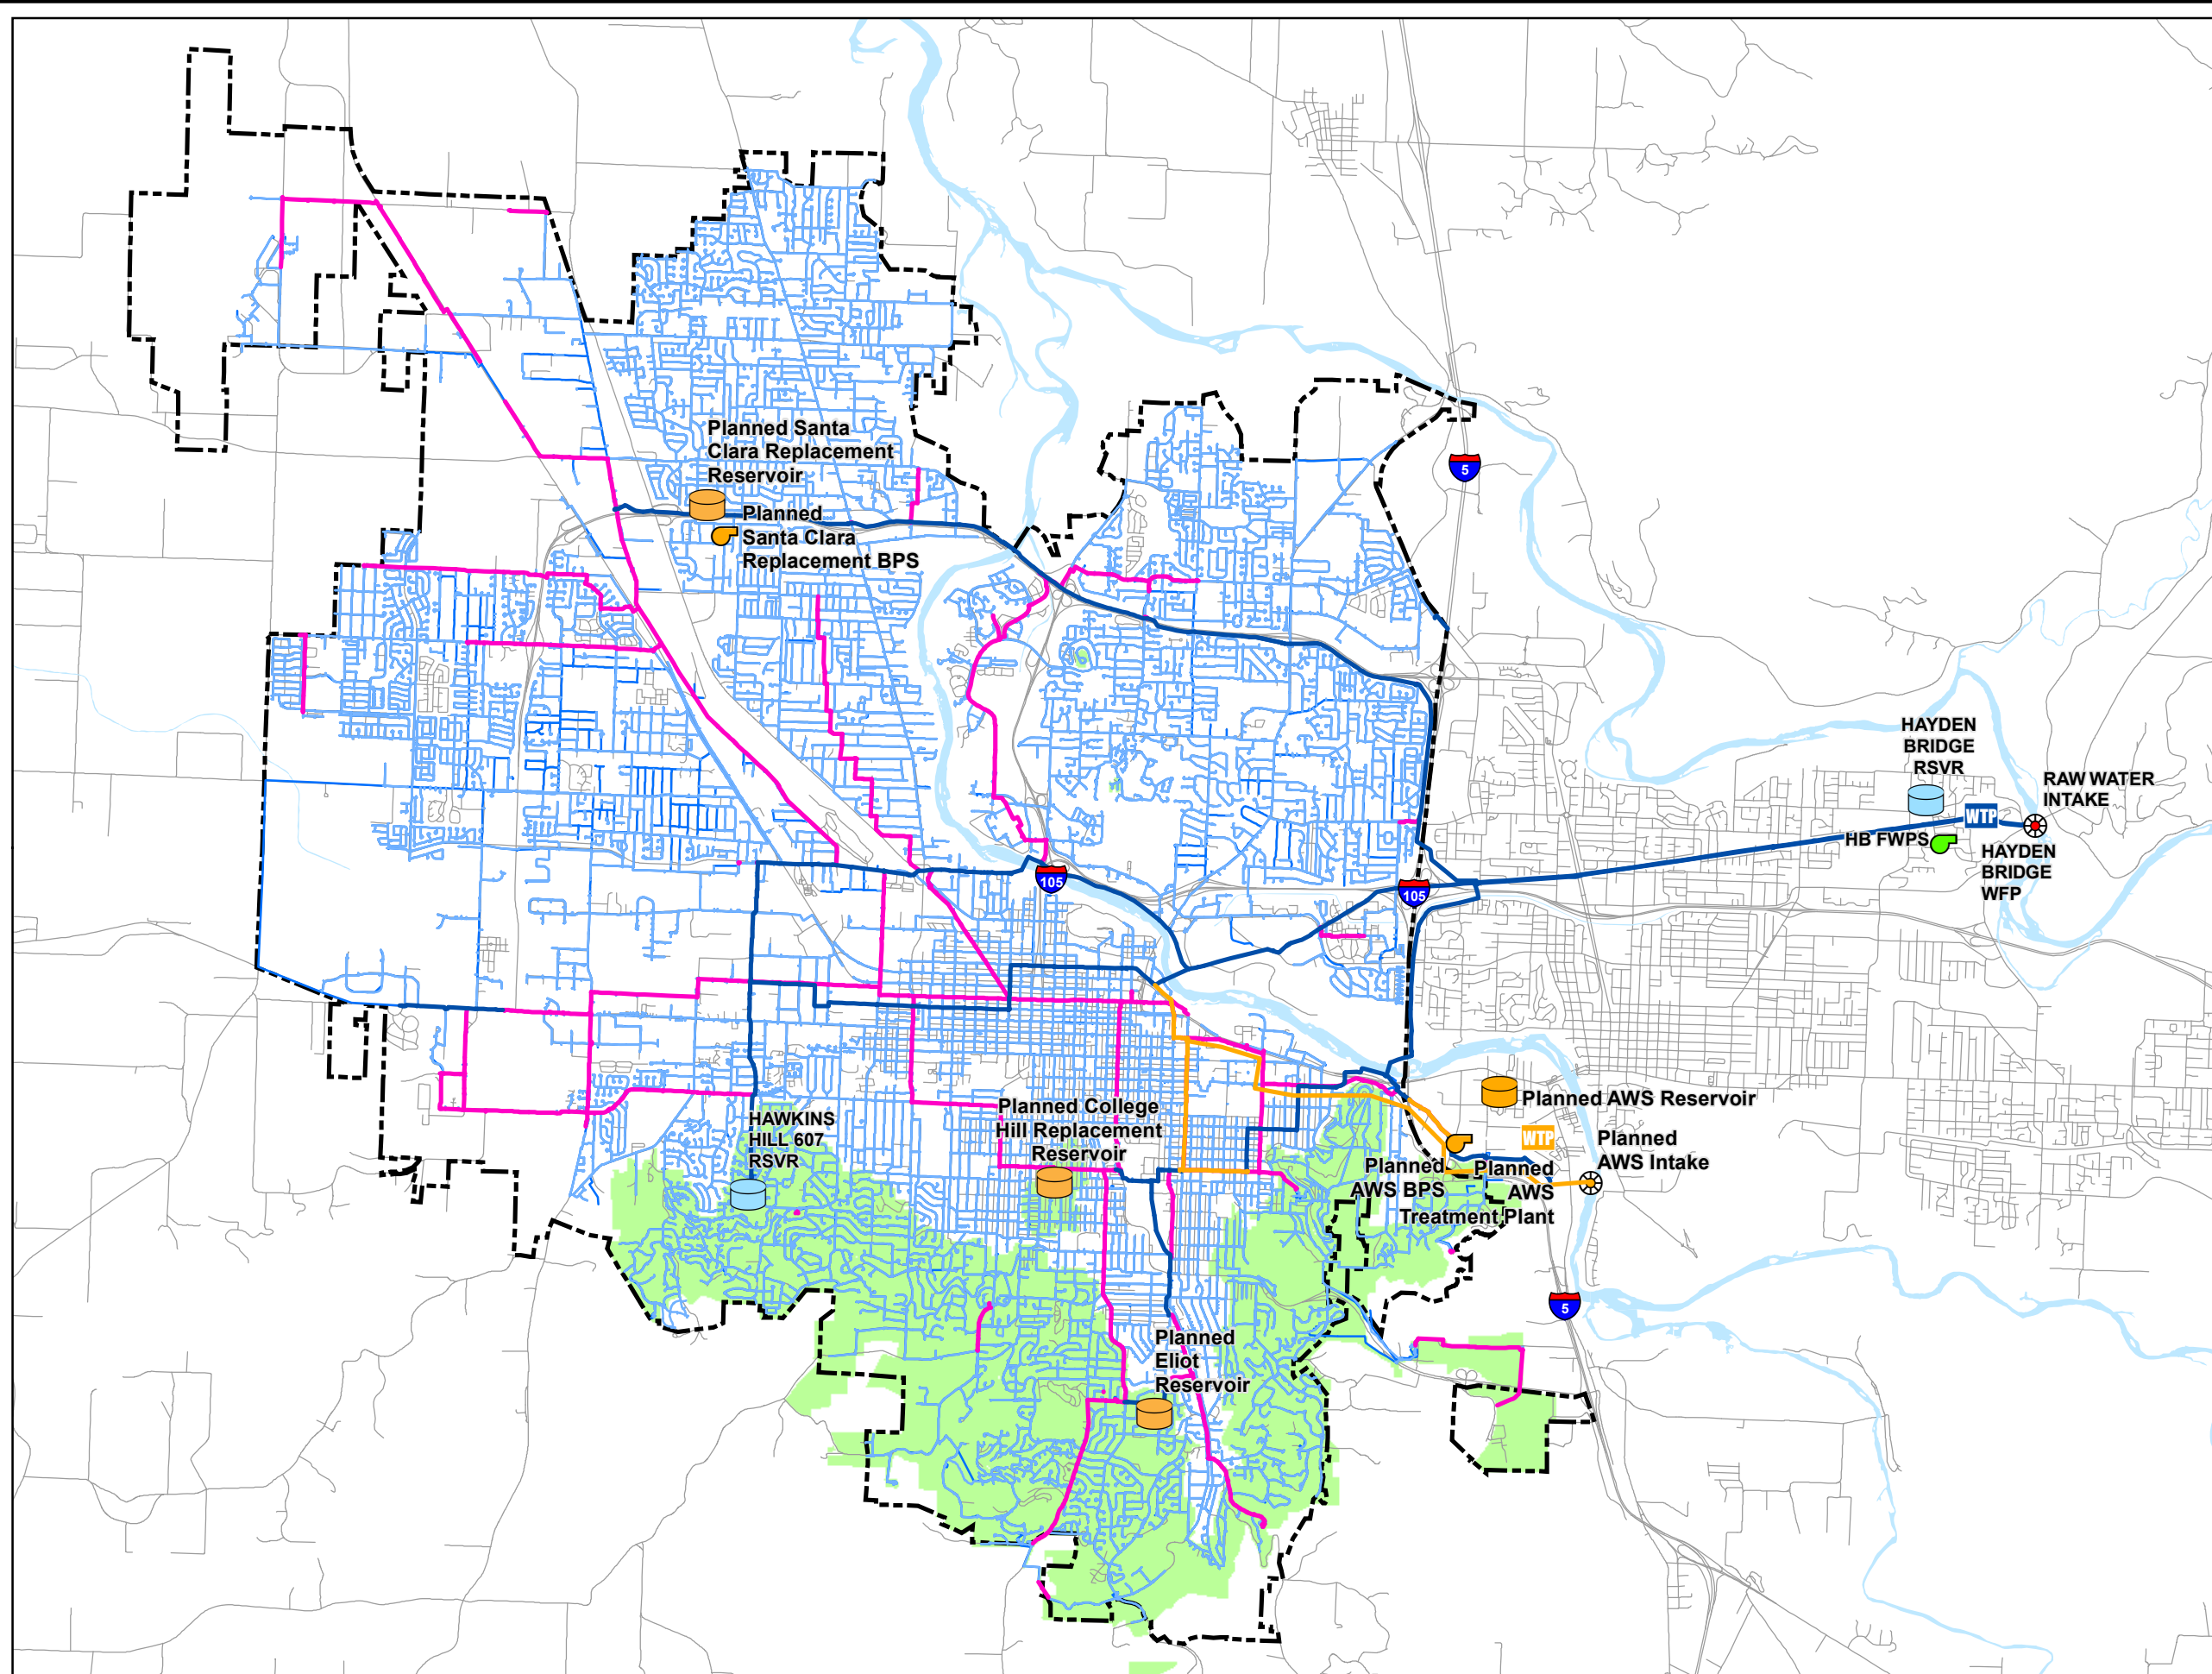 Planned Santa
Clara Replacement
Reservoir
Planned
Santa Clara
Replacement BPS
5
HAYDEN
BRIDGE
RSVR
RAW WATER
INTAKE
WTP
HB FWPS
HAYDEN
BRIDGE
WFP
105
105
Planned AWS Reservoir
WTP
Planned
AWS Intake
Planned
AWS BPS
Planned
AWS
Treatment Plant
Planned College
Hill Replacement
Reservoir
HAWKINS
HILL 607
RSVR
5
Planned
Eliot
Reservoir